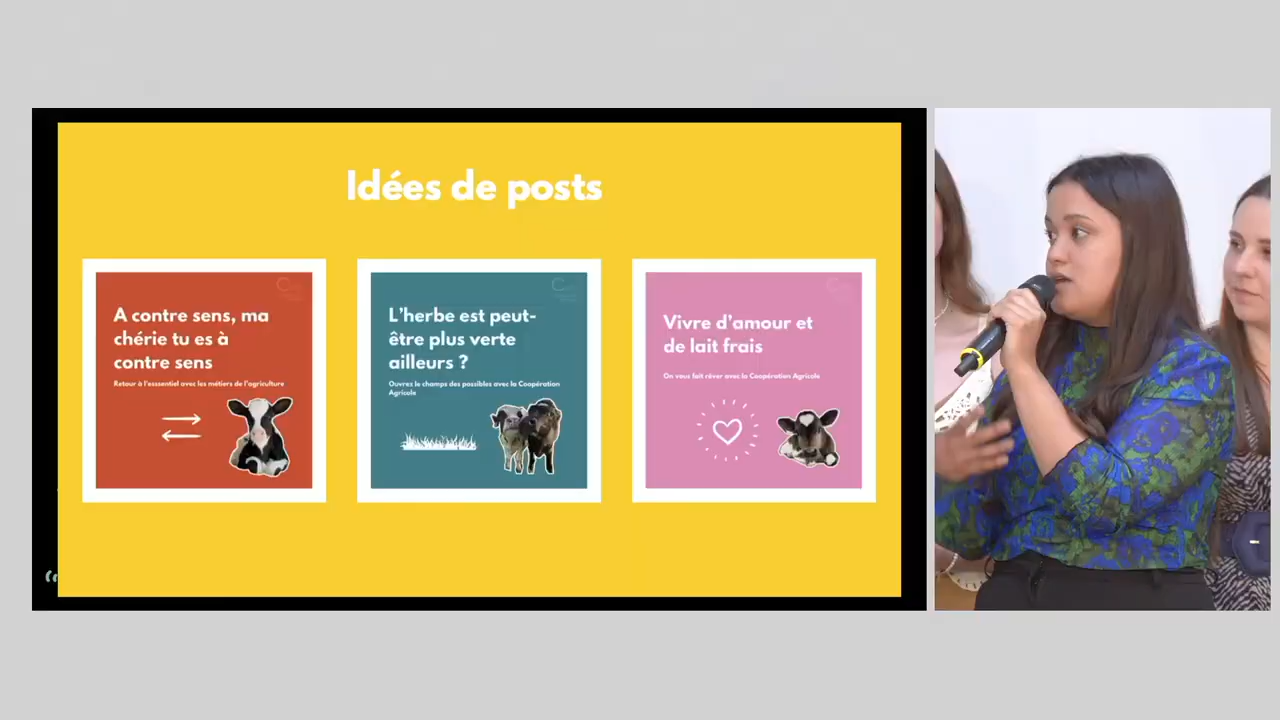 Idées de posts
A contre sens, ma
chérie tu es à
contre sens
Retour à l'esssentiel avec les métiers de l'agriculture
L'herbe est peut-
être plus verte
ailleurs ?
Ouvrez le champs des possibles avec la Coopération
Agricole
Vivre d'amour et
de lait frais
On vous fait rêver avec la Coopération Agricole